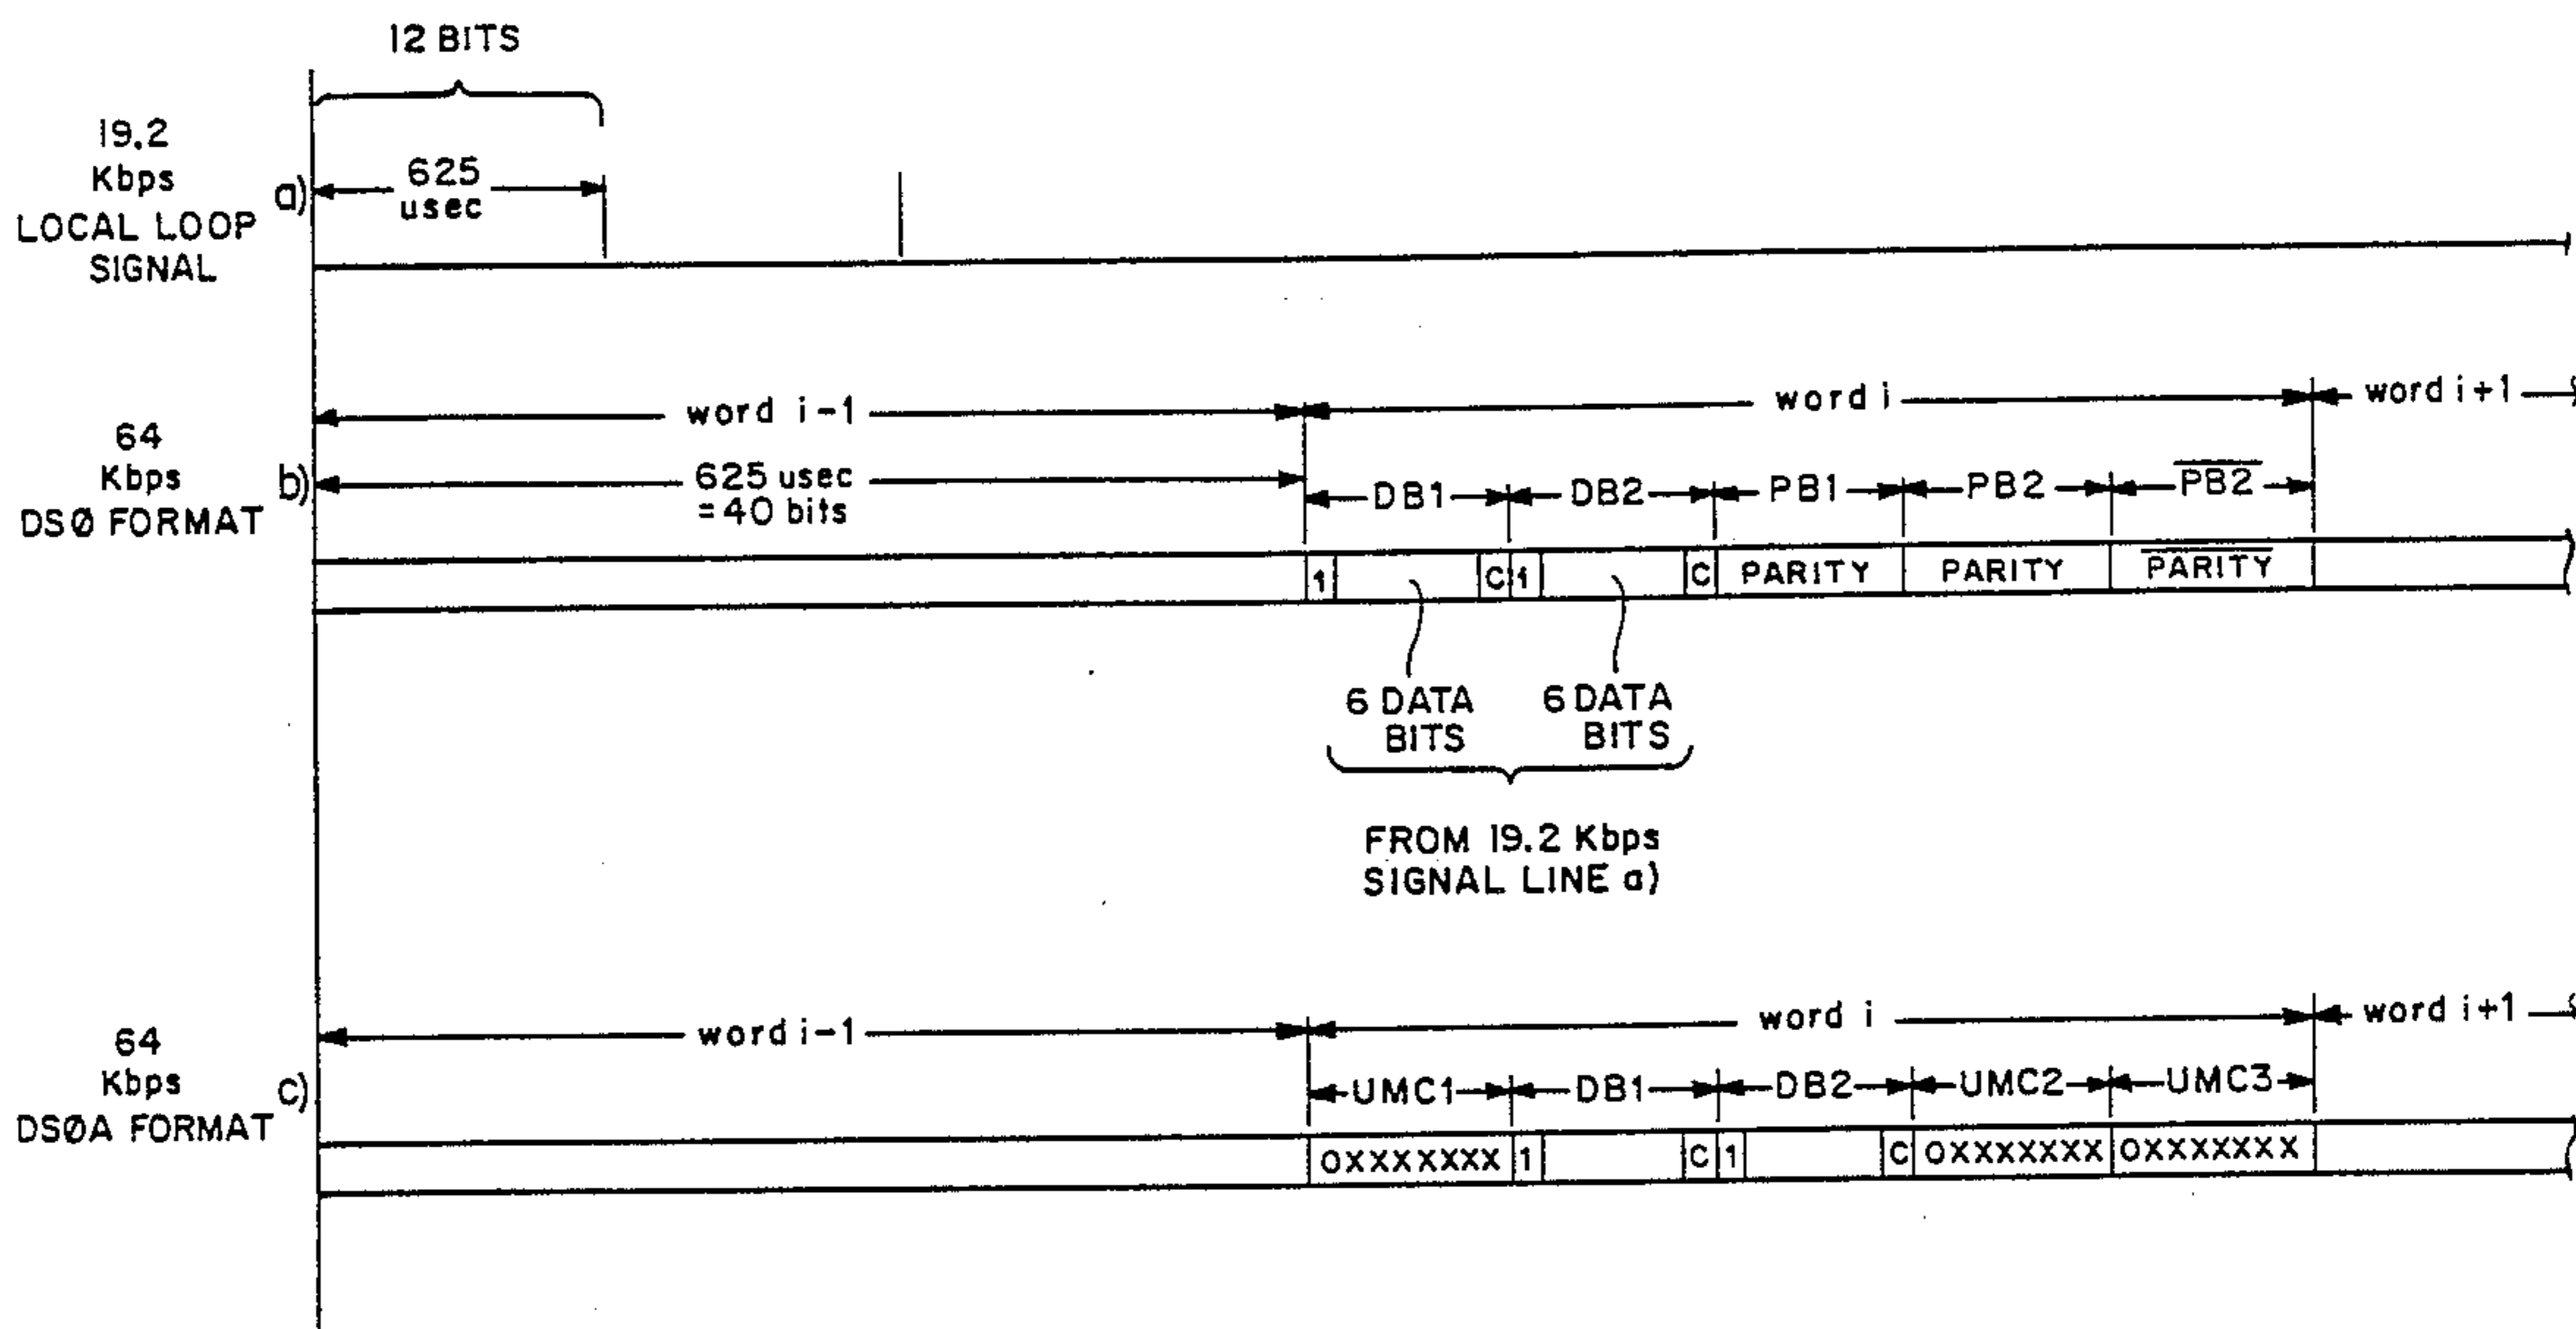 12 BITS
19.2
Kbps
LOCAL LOOP
SIGNAL
a)
625
usec
64
Kbps
DSØ FORMAT
b)
word i-1
word i
word i+1
625 usec
=40 bits
DB1
DB2
PB1
PB2
P̅B̅2̅
1
C
1
C
PARITY
PARITY
P̅A̅R̅I̅T̅Y̅
6 DATA
BITS
6 DATA
BITS
FROM 19.2 Kbps
SIGNAL LINE a)
64
Kbps
DSØA FORMAT
c)
word i-1
word i
word i+1
UMC1
DB1
DB2
UMC2
UMC3
0XXXXXXX
1
C
1
C
0XXXXXXX
0XXXXXXX